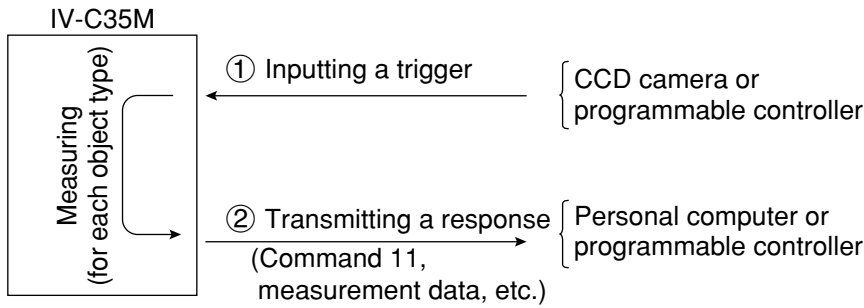 IV-C35M
① Inputting a trigger
CCD camera or
programmable controller
Measuring
(for each object type)
② Transmitting a response
(Command 11,
measurement data, etc.)
Personal computer or
programmable controller